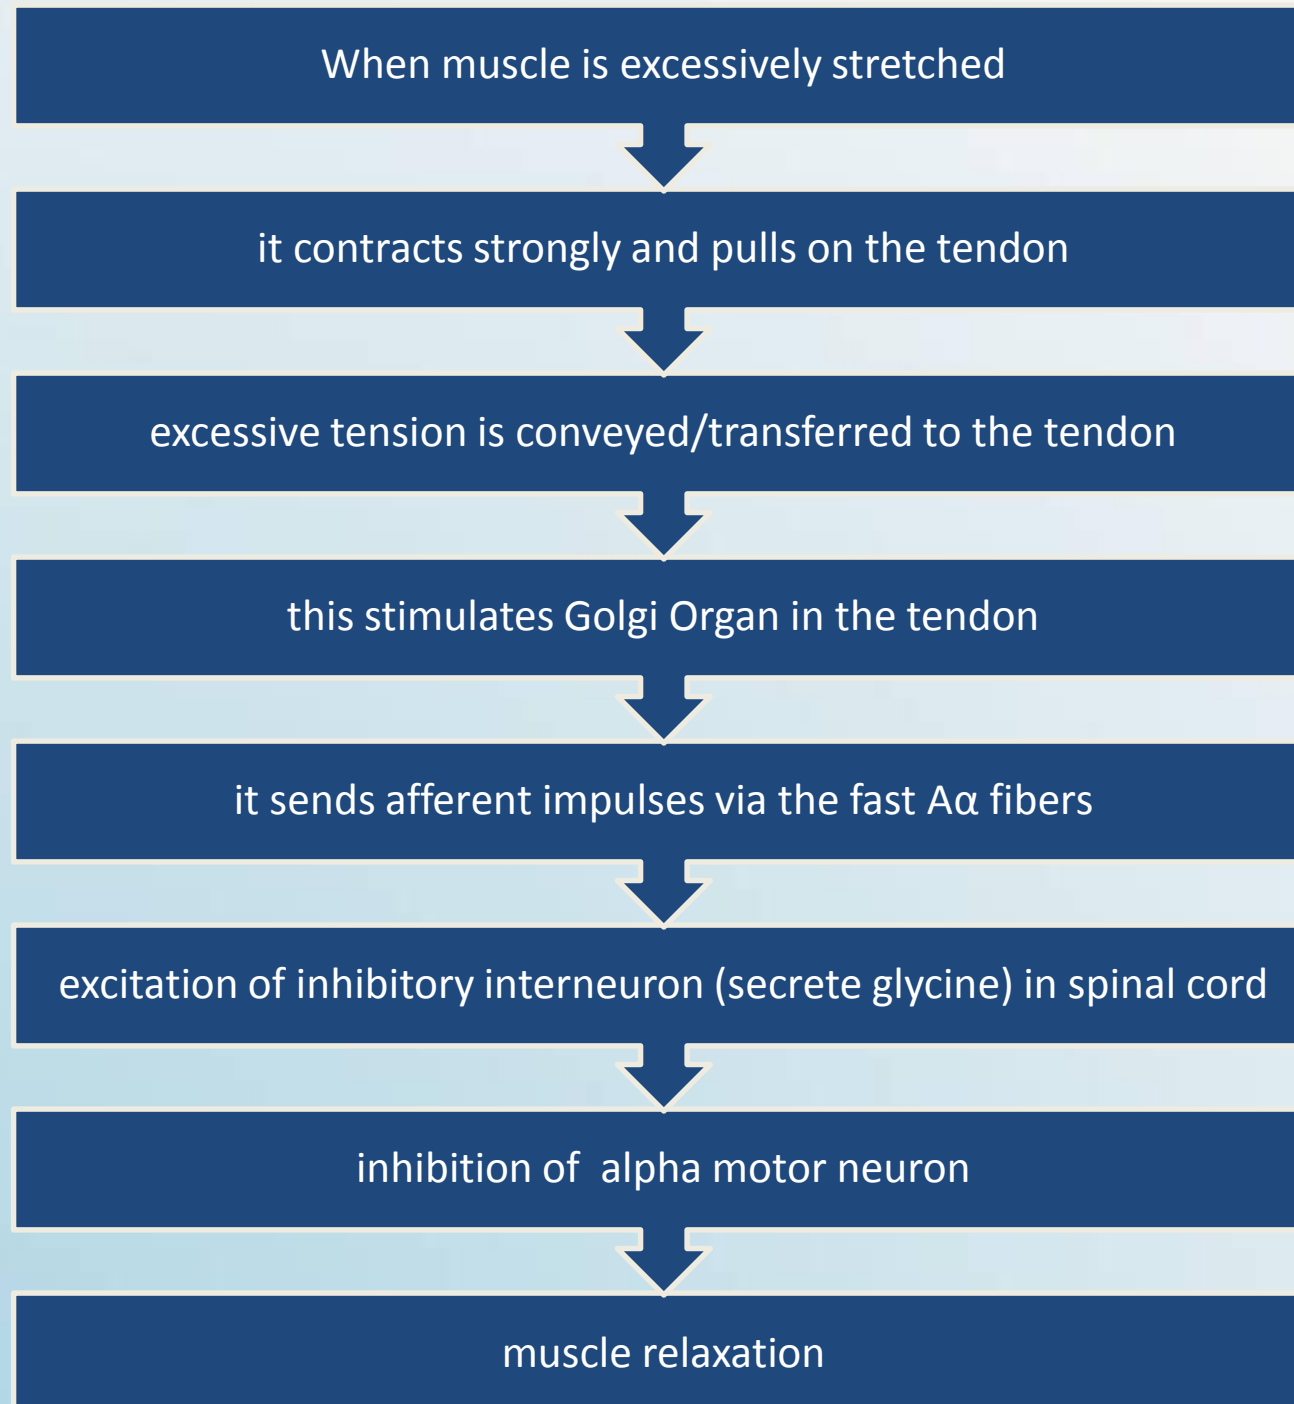 When muscle is excessively stretched
it contracts strongly and pulls on the tendon
excessive tension is conveyed/transferred to the tendon
this stimulates Golgi Organ in the tendon
it sends afferent impulses via the fast Aα fibers
excitation of inhibitory interneuron (secrete glycine) in spinal cord
inhibition of  alpha motor neuron
muscle relaxation